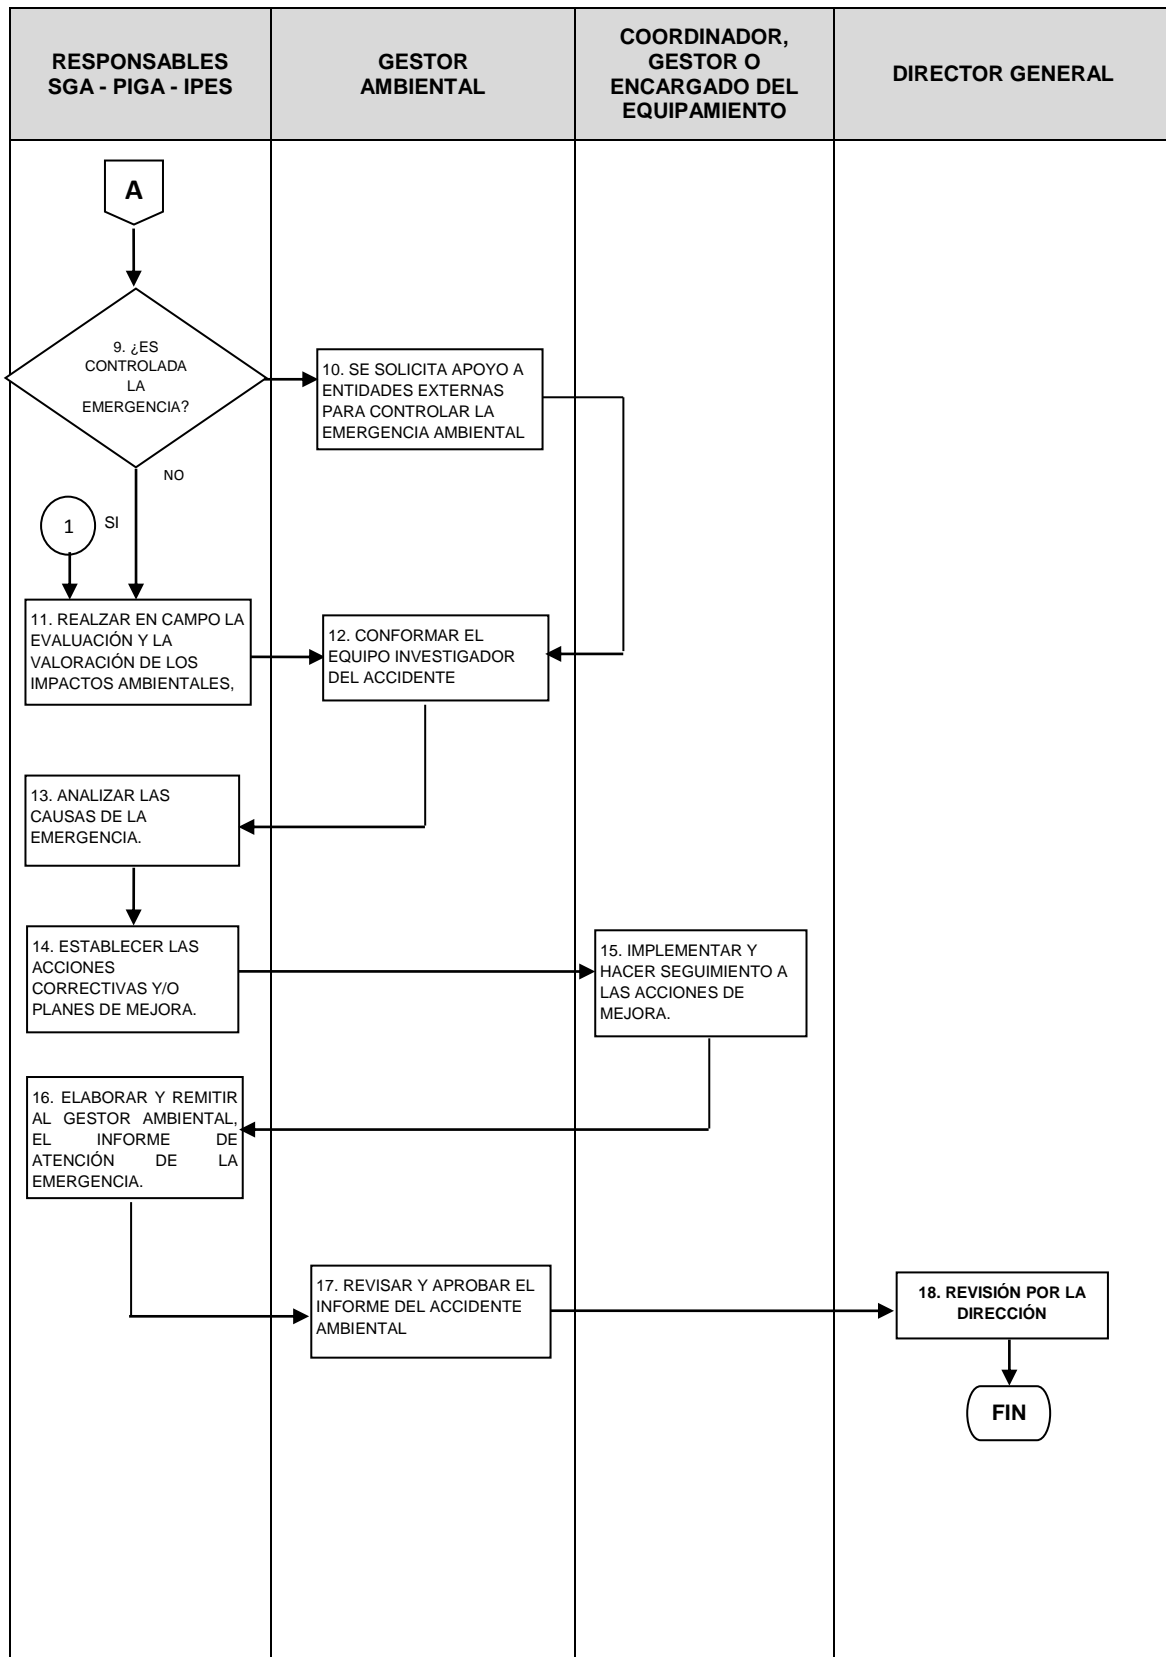 RESPONSABLES
SGA - PIGA - IPES
GESTOR
AMBIENTAL
COORDINADOR,
GESTOR O
ENCARGADO DEL
EQUIPAMIENTO
DIRECTOR GENERAL
A
9. ¿ES
CONTROLADA
LA
EMERGENCIA?
10. SE SOLICITA APOYO A
ENTIDADES EXTERNAS
PARA CONTROLAR LA
EMERGENCIA AMBIENTAL
NO
1
SI
11. REALZAR EN CAMPO LA
EVALUACIÓN Y LA
VALORACIÓN DE LOS
IMPACTOS AMBIENTALES,
12. CONFORMAR EL
EQUIPO INVESTIGADOR
DEL ACCIDENTE
13. ANALIZAR LAS
CAUSAS DE LA
EMERGENCIA.
14. ESTABLECER LAS
ACCIONES
CORRECTIVAS Y/O
PLANES DE MEJORA.
15. IMPLEMENTAR Y
HACER SEGUIMIENTO A
LAS ACCIONES DE
MEJORA.
16. ELABORAR Y REMITIR
AL GESTOR AMBIENTAL,
EL INFORME DE
ATENCIÓN DE LA
EMERGENCIA.
17. REVISAR Y APROBAR EL
INFORME DEL ACCIDENTE
AMBIENTAL
18. REVISIÓN POR LA
DIRECCIÓN
FIN